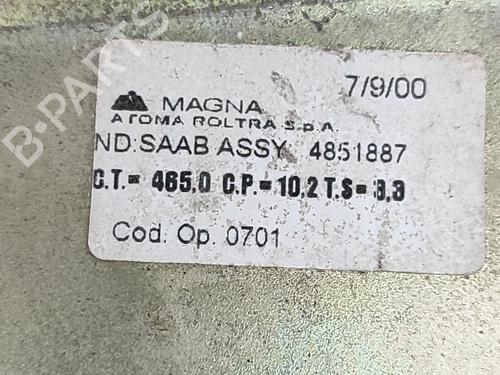 B-PARTS
MAGNA 7/9/00
ATOMA ROLTRA S.p.A.
ND:SAAB ASSY 4851887
C.T.= 465.0 C.P.= 10.2 T.S= 3.3
Cod. Op. 0701